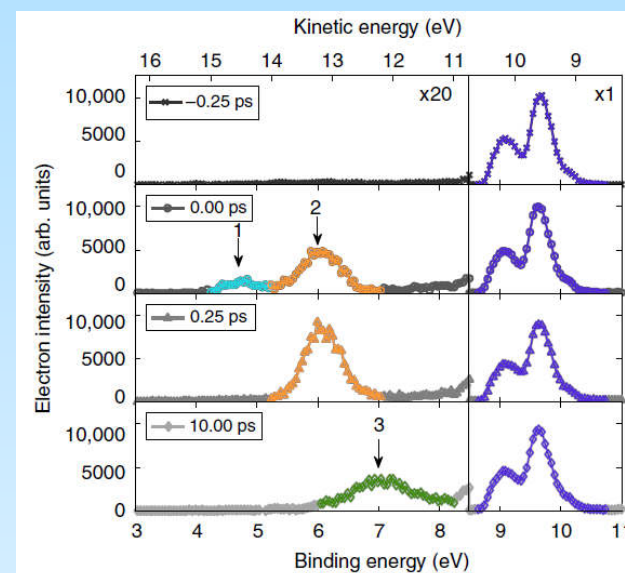 Kinetic energy (eV)
16 15 14 13 12 11 10 9
10,000
5000
0
−0.25 ps
x20
x1
10,000
5000
0
0.00 ps
1
2
10,000
5000
0
0.25 ps
10,000
5000
0
10.00 ps
3
Electron intensity (arb. units)
3 4 5 6 7 8 9 10 11
Binding energy (eV)